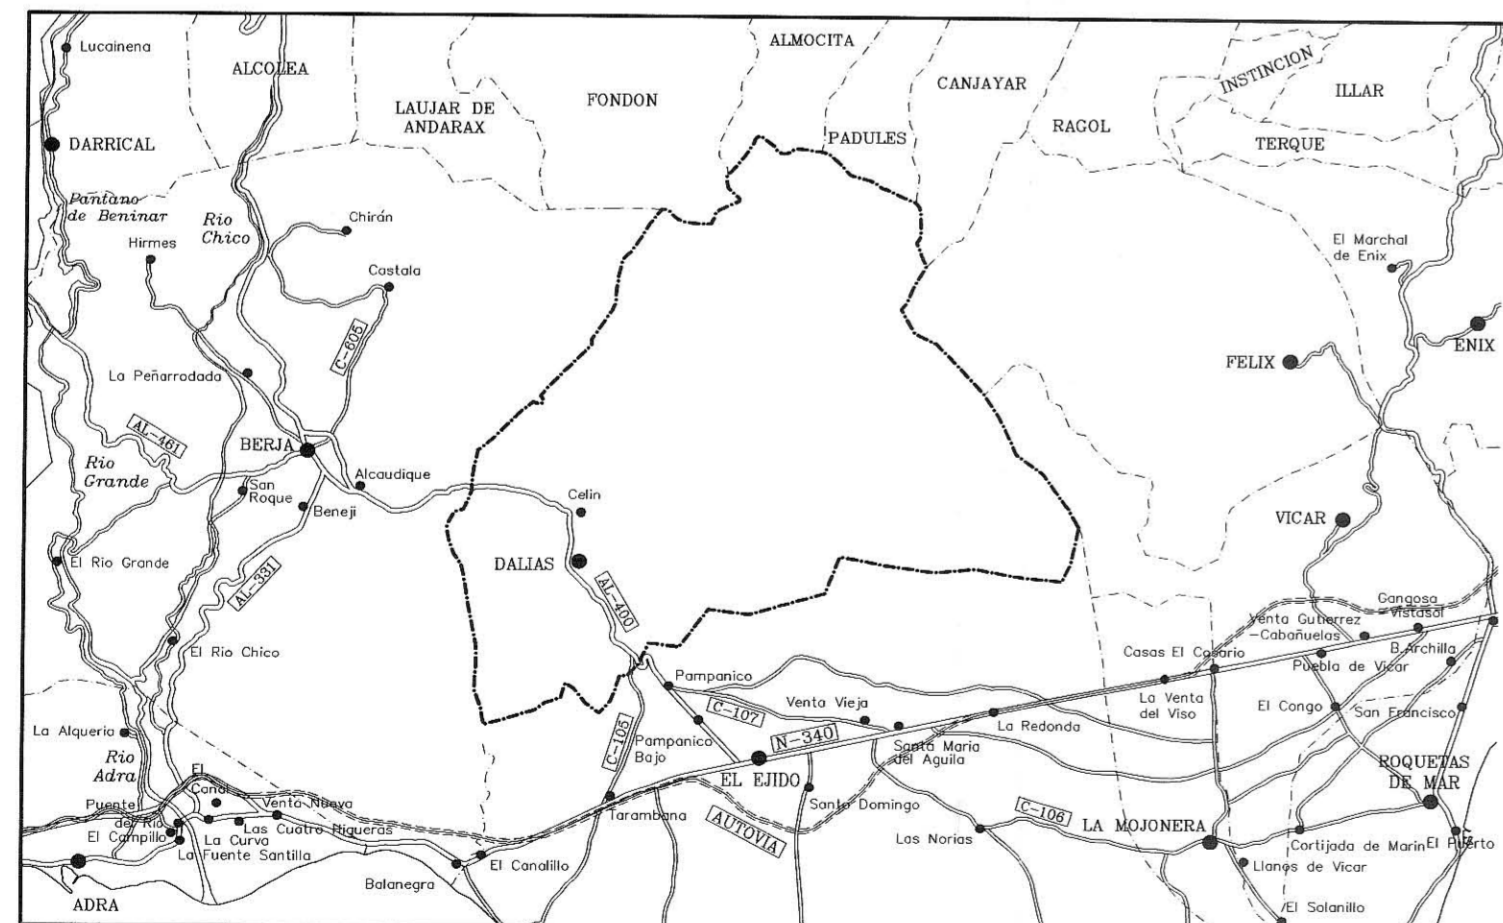 Lucainena
ALCOLEA
LAUJAR DE
ANDARAX
FONDON
ALMOCITA
PADULES
CANJAYAR
RAGOL
INSTINCION
ILLAR
TERQUE
DARRICAL
Pantano
de Beninar
Hirmes
Rio
Chico
Chirán
Castala
C-605
La Peñarrodada
El Marchal
de Enix
ENIX
FELIX
AL-461
BERJA
Rio
Grande
San
Roque
Alcaudique
Beneji
Celin
DALIAS
VICAR
El Rio Grande
AL-331
AL-400
El Rio Chico
Gangosa
Vistasol
Venta Gutierrez
-Cabañuelas
B.Archilla
Puebla de Vicar
Casas El Cosario
La Venta
del Viso
El Congo
San Francisco
Pampanico
C-107
Venta Vieja
La Redonda
La Alqueria
Rio
Adra
C-105
Pampanico
Bajo
N-340
Santa Maria
del Aguila
EL EJIDO
ROQUETAS
DE MAR
El
Canal
Puente
del Rio
Venta Nueva
El Campillo
Las Cuatro Higueras
La Curva
La Fuente Santilla
Tarambana
Santo Domingo
AUTOVIA
C-106
Las Norias
LA MOJONERA
Cortijada de Marin
El Puerto
Llanos de Vicar
El Canalillo
Balanegra
ADRA
El Solanillo